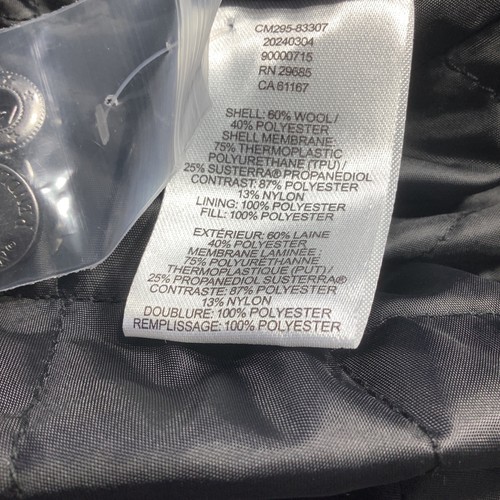 CM295-83307
20240304
90000715
RN 29685
CA 61167
SHELL: 60% WOOL/
40% POLYESTER
SHELL MEMBRANE:
75% THERMOPLASTIC
POLYURETHANE (TPU) /
25% SUSTERRA® PROPANEDIOL
CONTRAST: 87% POLYESTER
13% NYLON
LINING: 100% POLYESTER
FILL: 100% POLYESTER
EXTÉRIEUR: 60% LAINE
40% POLYESTER
MEMBRANE LAMINÉE :
75% POLYURÉTHANNE
THERMOPLASTIQUE (PUT) /
25% PROPANEDIOL SUSTERRA®
CONTRASTE: 87% POLYESTER
13% NYLON
DOUBLURE: 100% POLYESTER
REMPLISSAGE: 100% POLYESTER